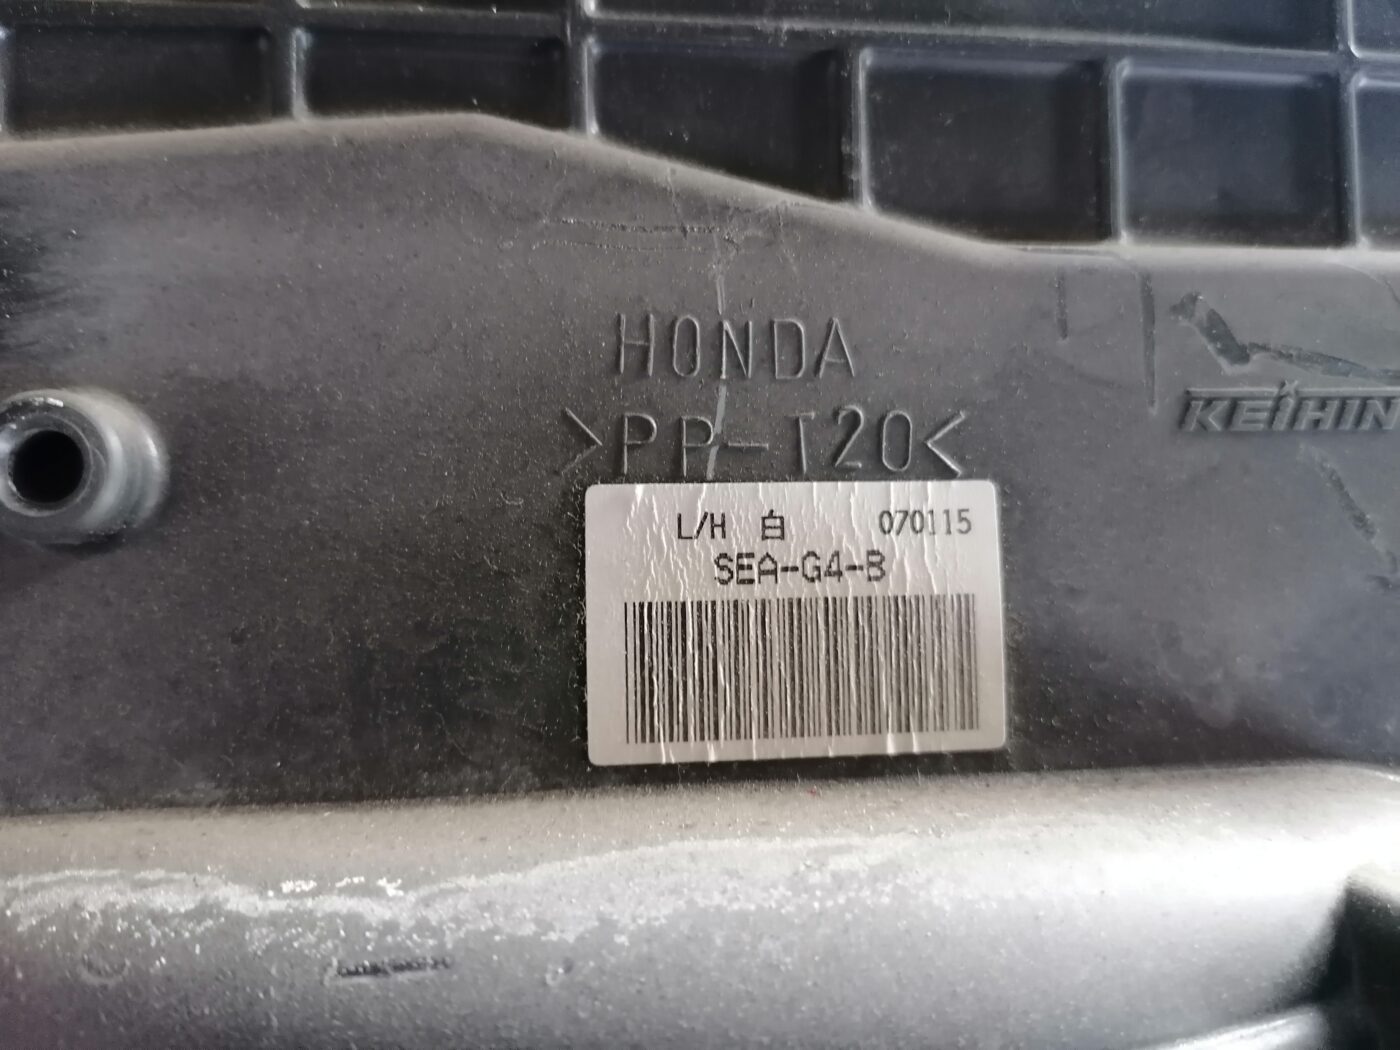 HONDA
>PP-T20<
KEIHIN
L/H 白 070115
SEA-G4-B